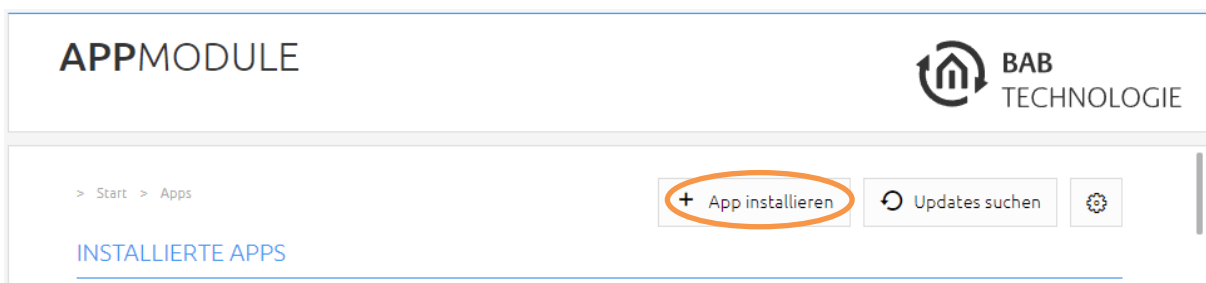 APPMODULE
BAB
TECHNOLOGIE
> Start > Apps
+ App installieren
Updates suchen
INSTALLIERTE APPS